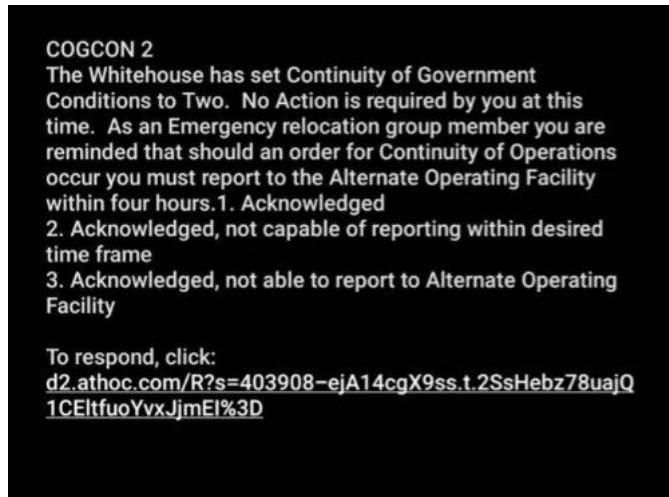 COGCON 2
The Whitehouse has set Continuity of Government
Conditions to Two.  No Action is required by you at this
time.  As an Emergency relocation group member you are
reminded that should an order for Continuity of Operations
occur you must report to the Alternate Operating Facility
within four hours.1. Acknowledged
2. Acknowledged, not capable of reporting within desired
time frame
3. Acknowledged, not able to report to Alternate Operating
Facility
To respond, click:
d2.athoc.com/R?s=403908–ejA14cgX9ss.t.2SsHebz78uajQ
1CEltfuoYvxJjmEI%3D